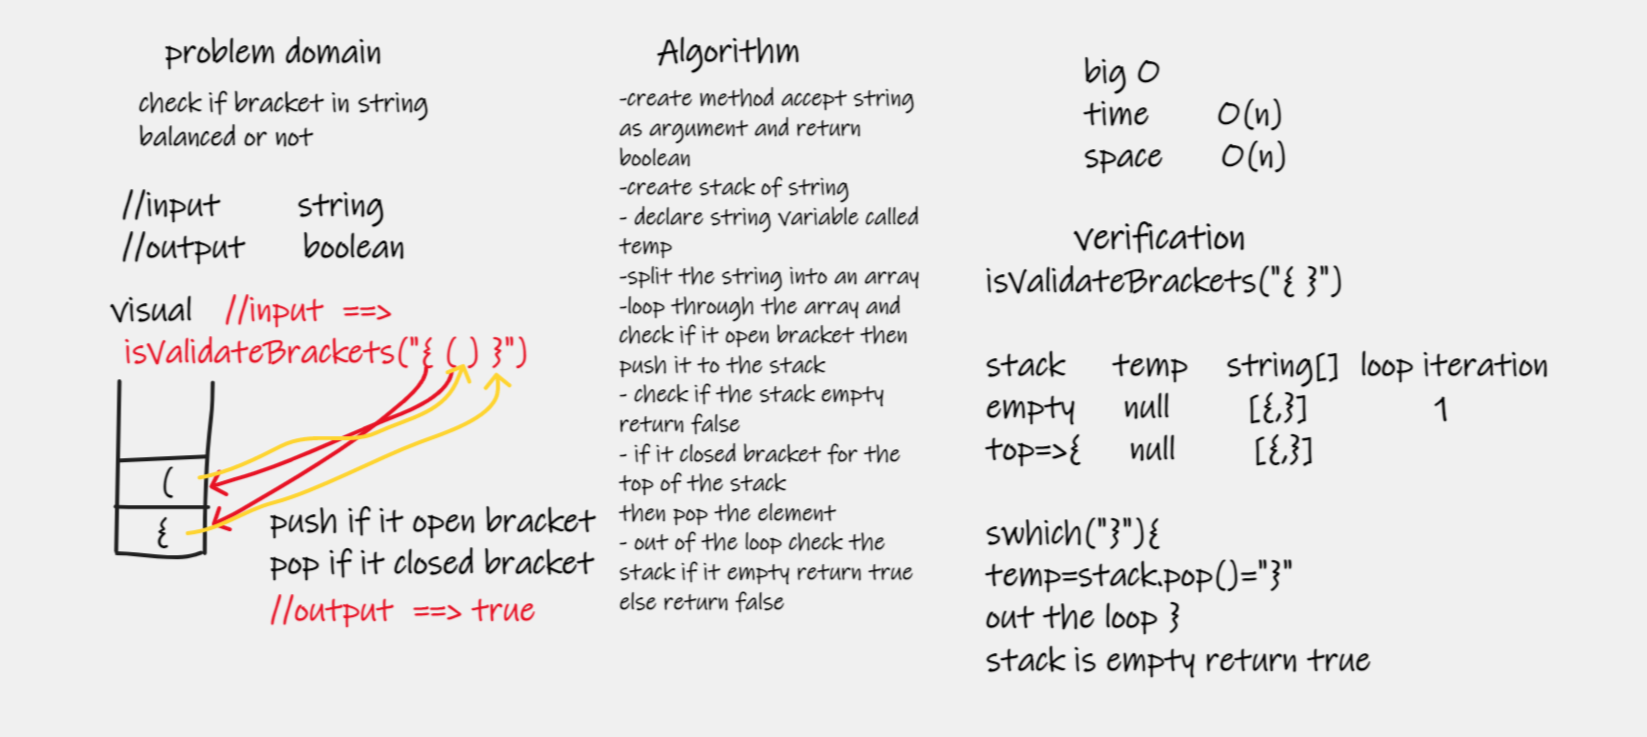 problem domain
check if bracket in string
balanced or not
//input string
//output boolean
visual //input ==>
isValidateBrackets("{ ( ) }")
(
{
push if it open bracket
pop if it closed bracket
//output ==> true
Algorithm
-create method accept string
as argument and return
boolean
-create stack of string
- declare string variable called
temp
-split the string into an array
-loop through the array and
check if it open bracket then
push it to the stack
- check if the stack empty
return false
- if it closed bracket for the
top of the stack
then pop the element
- out of the loop check the
stack if it empty return true
else return false
big O
time O(n)
space O(n)
verification
isValidateBrackets("{ }")
stack temp string[] loop iteration
empty null [{,}] 1
top=>{ null [{,}]
swhich("}"){
temp=stack.pop()="}"
out the loop }
stack is empty return true